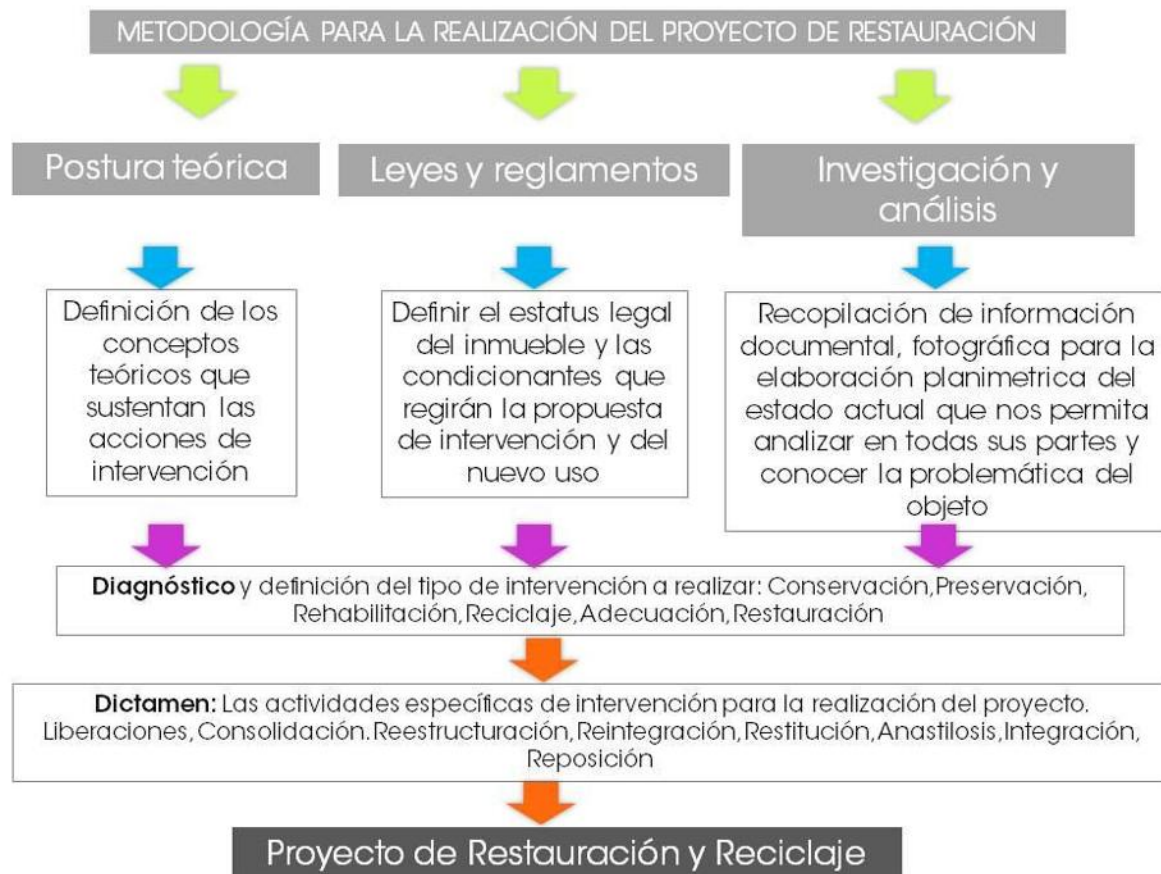 METODOLOGÍA PARA LA REALIZACIÓN DEL PROYECTO DE RESTAURACIÓN
Postura teórica
Leyes y reglamentos
Investigación y
análisis
Definición de los
conceptos
teóricos que
sustentan las
acciones de
intervención
Definir el estatus legal
del inmueble y las
condicionantes que
regirán la propuesta
de intervención y del
nuevo uso
Recopilación de información
documental, fotográfica para la
elaboración planimetrica del
estado actual que nos permita
analizar en todas sus partes y
conocer la problemática del
objeto
Diagnóstico y definición del tipo de intervención a realizar: Conservación, Preservación,
Rehabilitación, Reciclaje, Adecuación, Restauración
Dictamen: Las actividades específicas de intervención para la realización del proyecto.
Liberaciones, Consolidación. Reestructuración, Reintegración, Restitución, Anastilosis, Integración,
Reposición
Proyecto de Restauración y Reciclaje